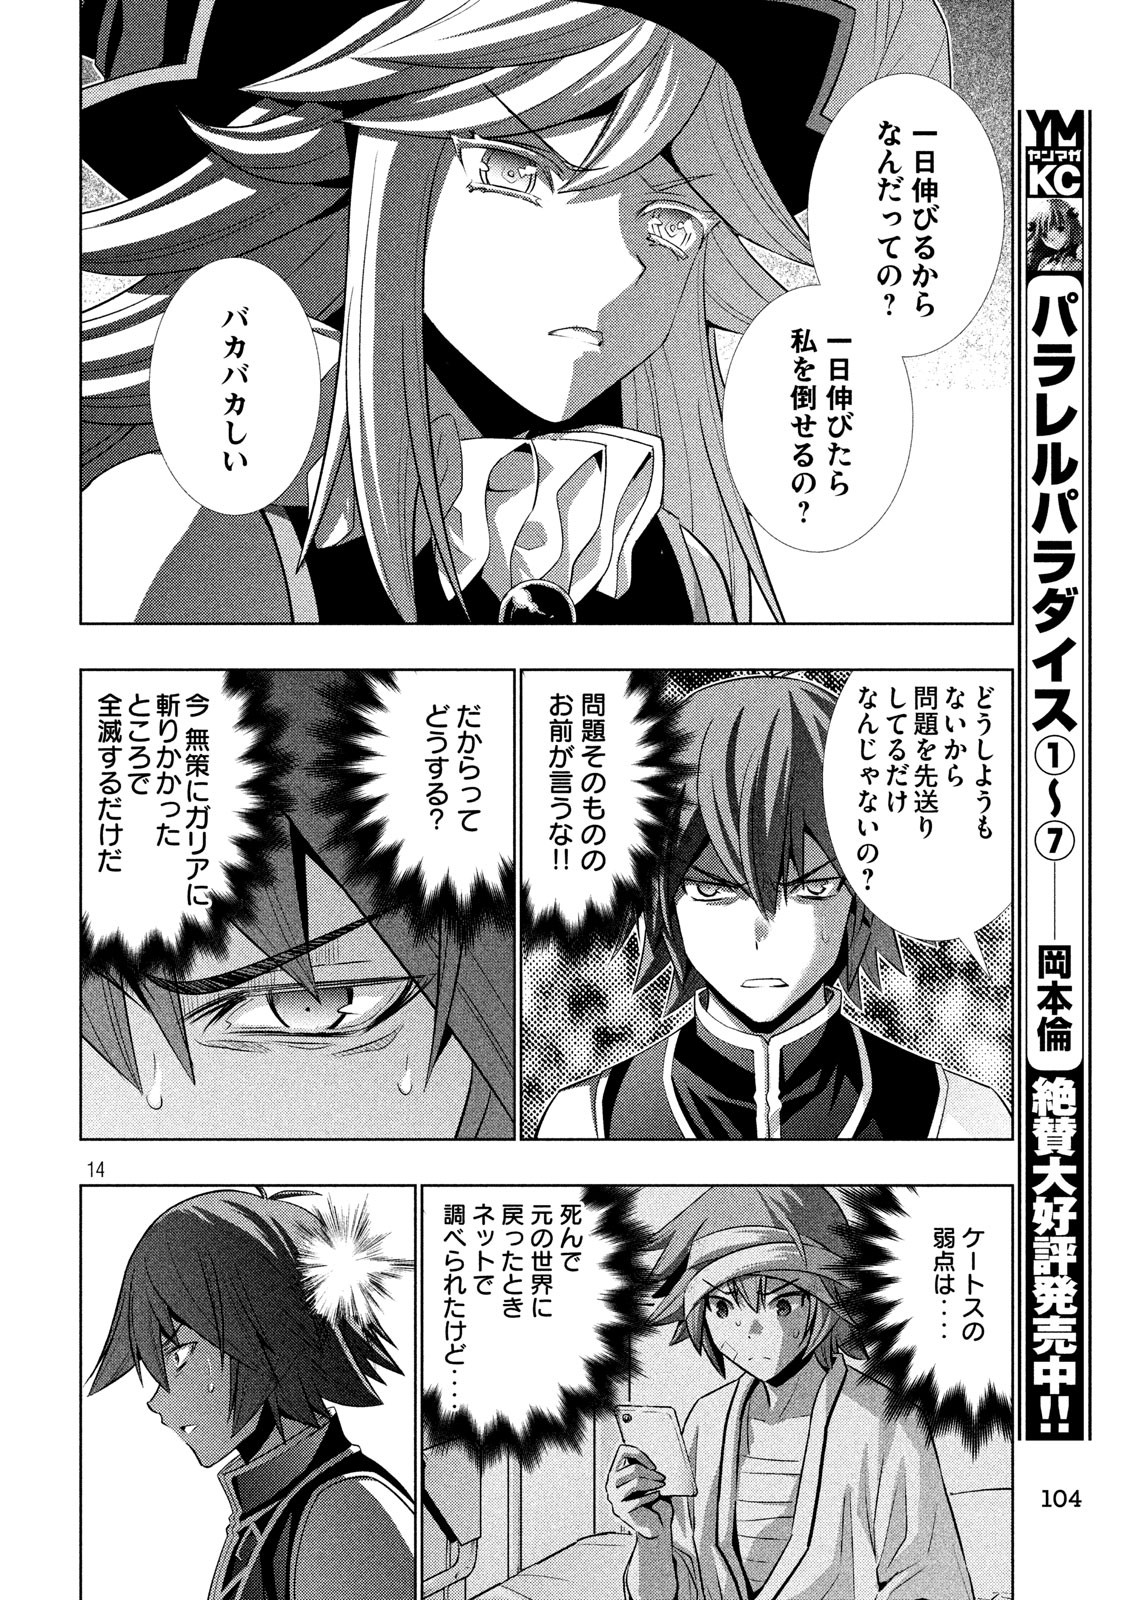 一日伸びるから
なんだっての?
一日伸びたら
私を倒せるの?
バカバカしい
どうしようも
ないから
問題を先送り
してるだけ
なんじゃないの?
問題そのものの
お前が言うな!!
だからって
どうする?
今 無策にガリアに
斬りかかった
ところで
全滅するだけだ
14
ケートスの
弱点は・・・・
死んで
元の世界に
戻ったとき
ネットで
調べられたけど・・・・
YM
ヤンマガ
KC
パラレルパラダイス①〜⑦――岡本倫 絶賛大好評発売中!!
104